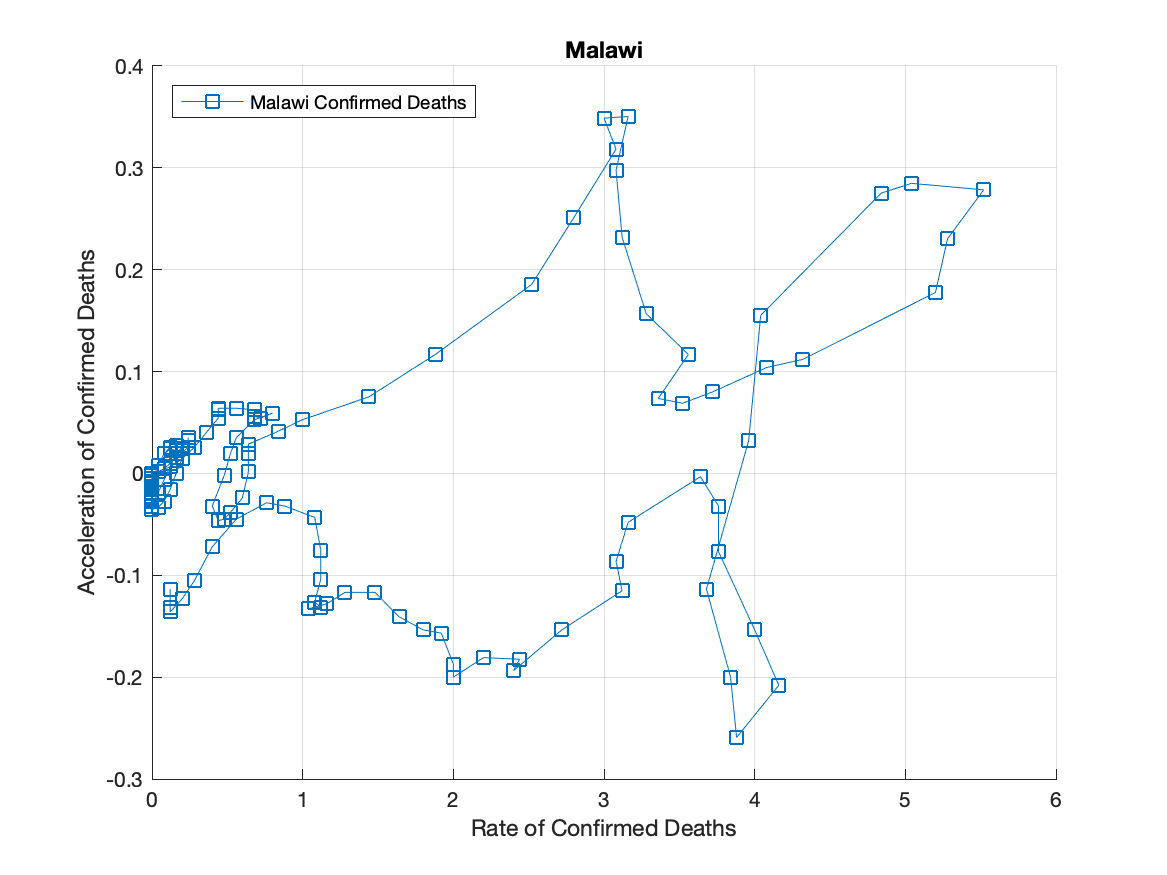 Malawi
0.4
Malawi Confirmed Deaths
0.3
0.2
0.1
0
-0.1
-0.2
-0.3
Acceleration of Confirmed Deaths
0 1 2 3 4 5 6
Rate of Confirmed Deaths